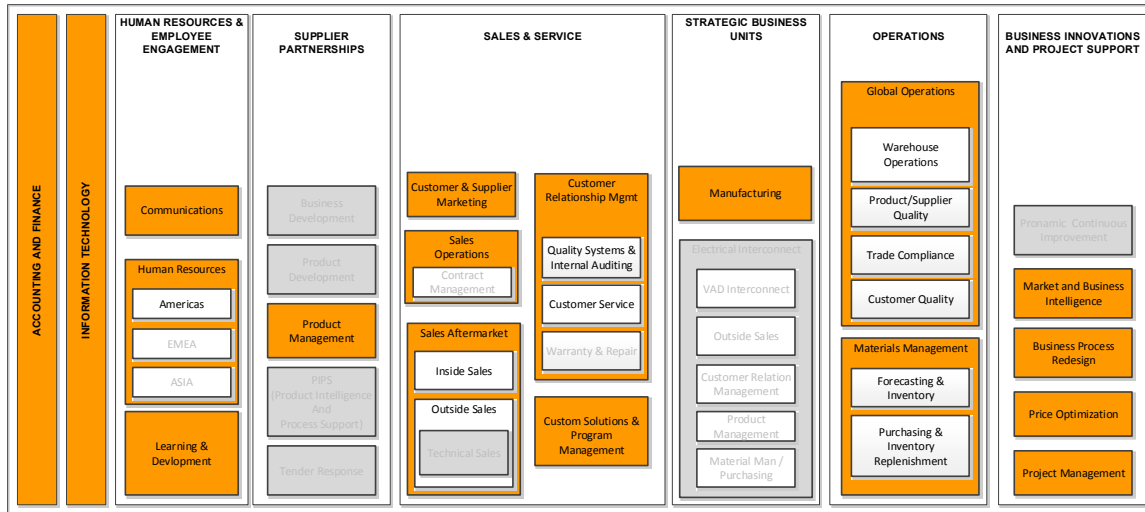 ACCOUNTING AND FINANCE
INFORMATION TECHNOLOGY
HUMAN RESOURCES &
EMPLOYEE
ENGAGEMENT
Communications
Human Resources
Americas
EMEA
ASIA
Learning &
Devlopment
SUPPLIER
PARTNERSHIPS
Business
Development
Product
Development
Product
Management
PIPS
(Product Intelligence
And
Process Support)
Tender Response
SALES & SERVICE
Customer & Supplier
Marketing
Sales
Operations
Contract
Management
Sales Aftermarket
Inside Sales
Outside Sales
Technical Sales
Customer
Relationship Mgmt
Quality Systems &
Internal Auditing
Customer Service
Warranty & Repair
Custom Solutions &
Program
Management
STRATEGIC BUSINESS
UNITS
Manufacturing
Electrical Interconnect
VAD Interconnect
Outside Sales
Customer Relation
Management
Product
Management
Material Man /
Purchasing
OPERATIONS
Global Operations
Warehouse
Operations
Product/Supplier
Quality
Trade Compliance
Customer Quality
Materials Management
Forecasting &
Inventory
Purchasing &
Inventory
Replenishment
BUSINESS INNOVATIONS
AND PROJECT SUPPORT
Pronamic Continuous
Improvement
Market and Business
Intelligence
Business Process
Redesign
Price Optimization
Project Management